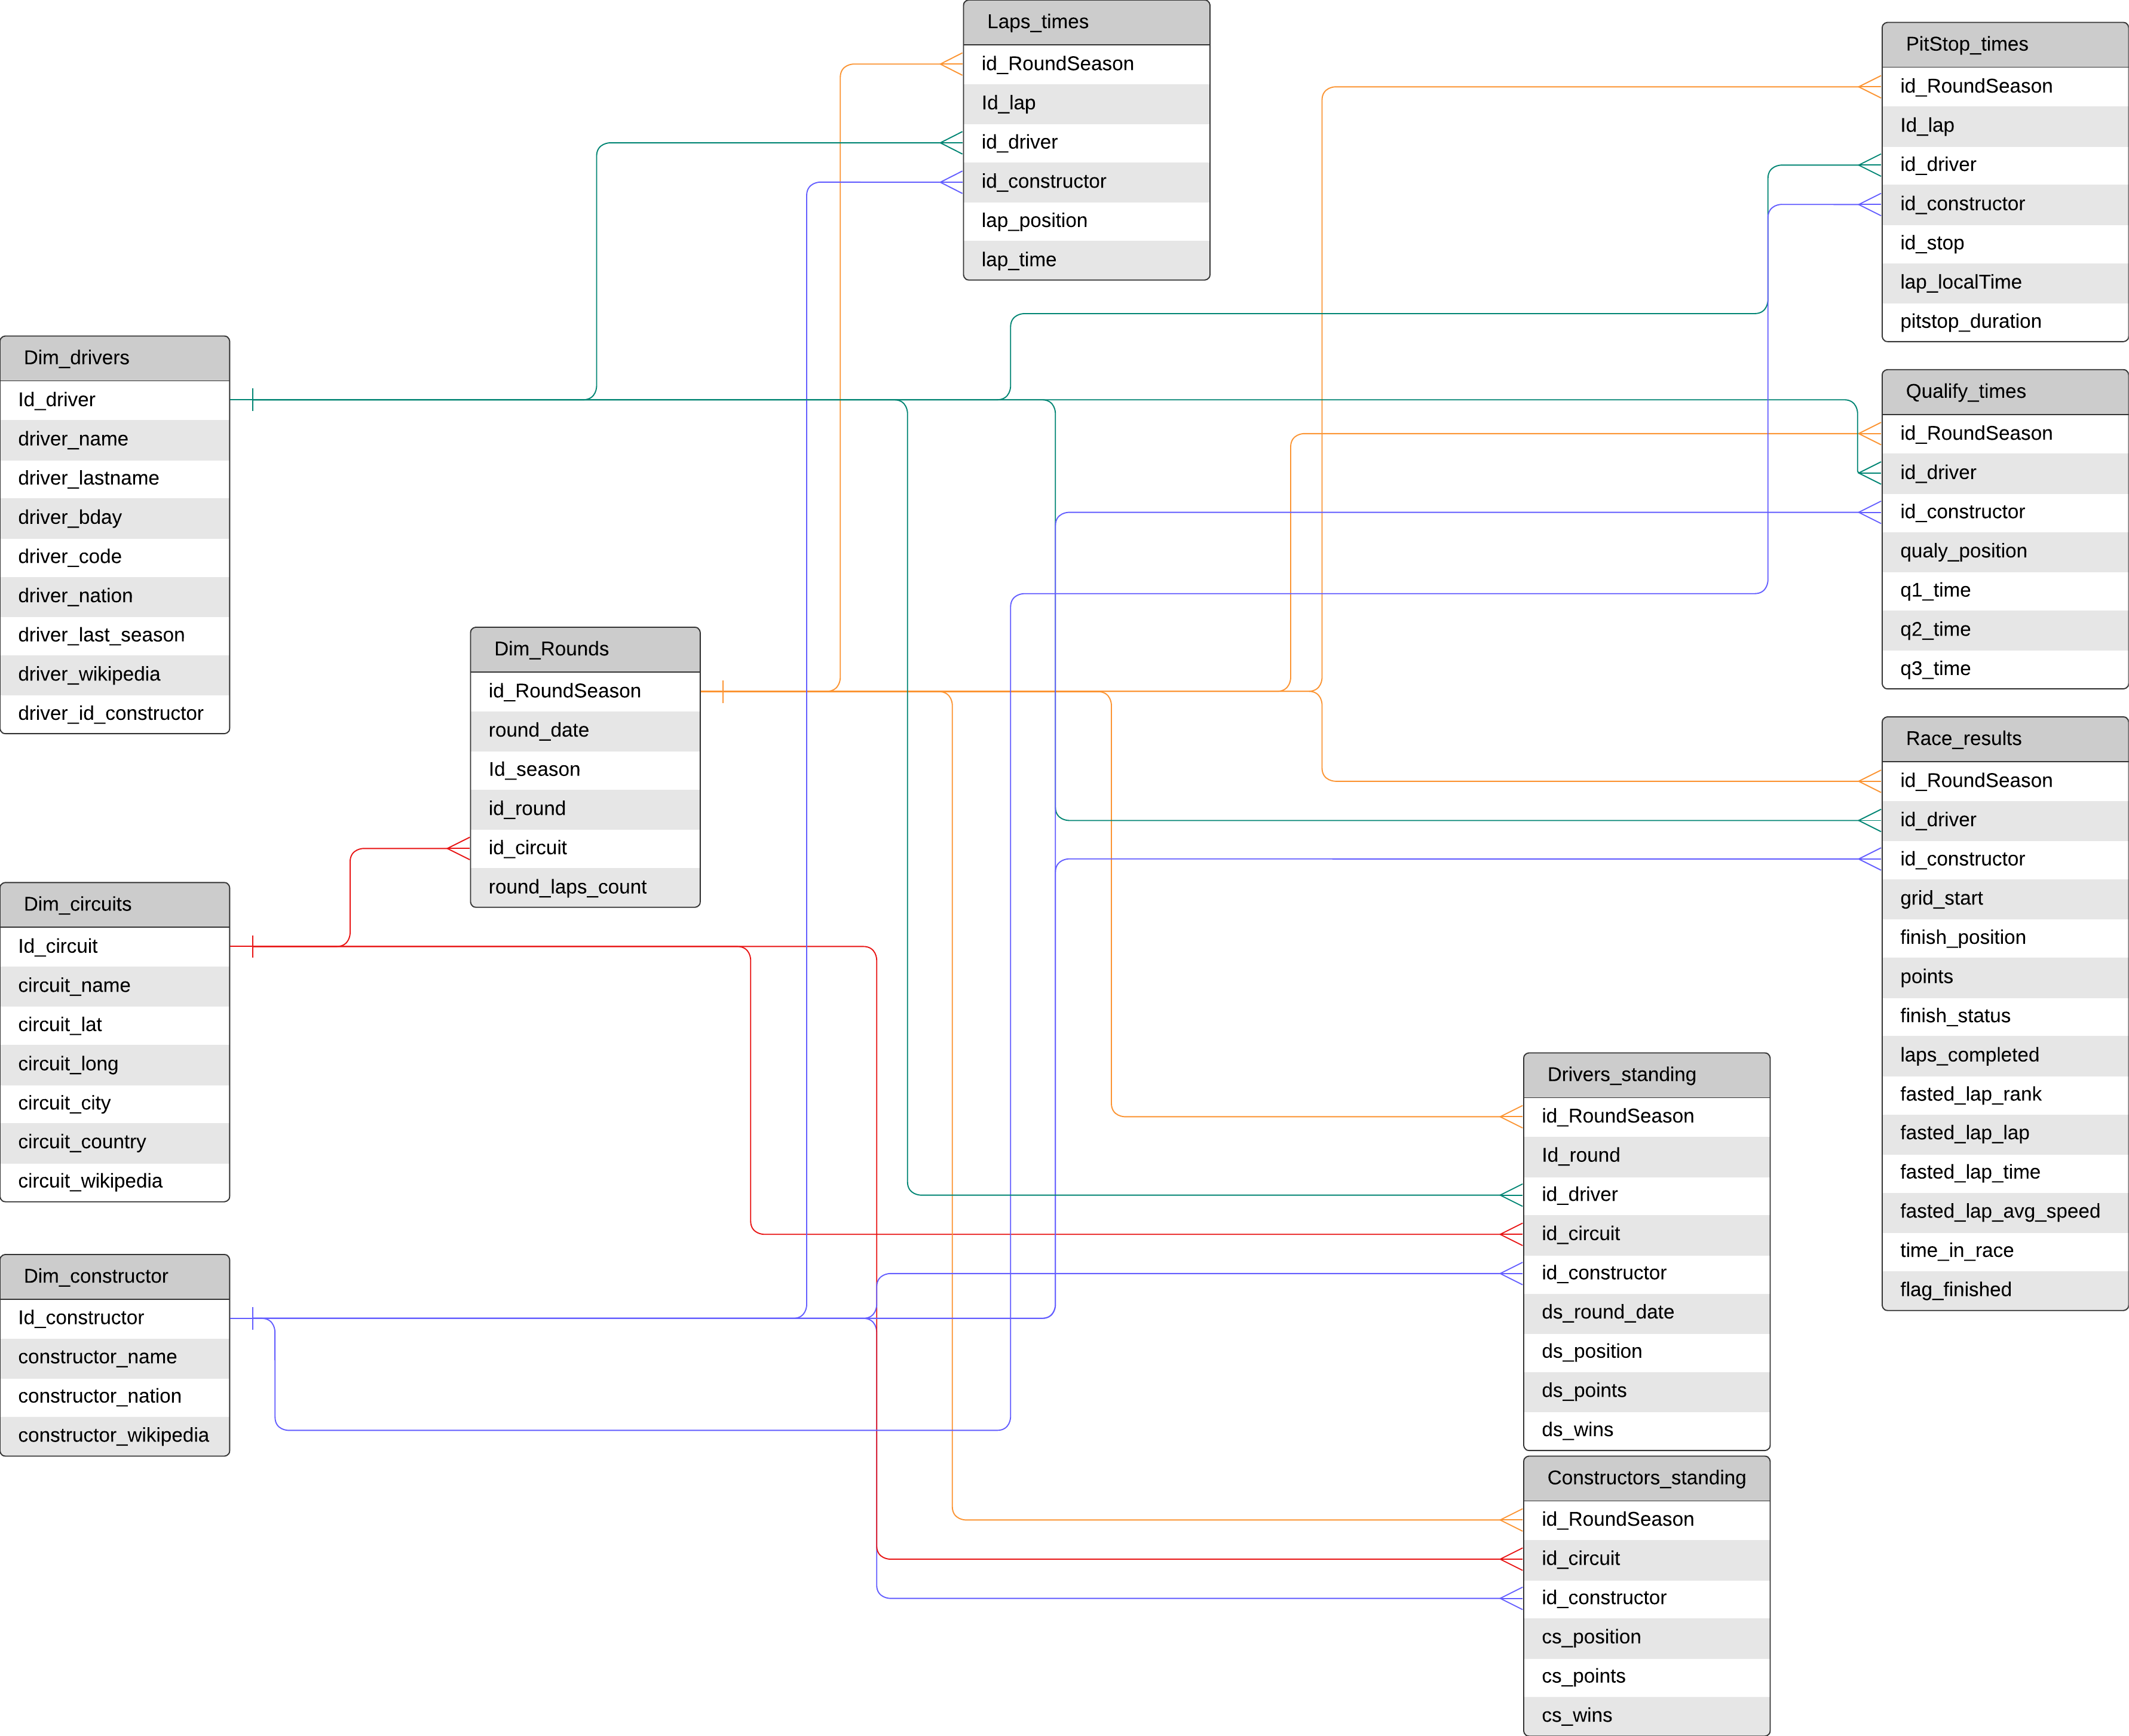 Laps_times
id_RoundSeason
Id_lap
id_driver
id_constructor
lap_position
lap_time
PitStop_times
id_RoundSeason
Id_lap
id_driver
id_constructor
id_stop
lap_localTime
pitstop_duration
Dim_drivers
Id_driver
driver_name
driver_lastname
driver_bday
driver_code
driver_nation
driver_last_season
driver_wikipedia
driver_id_constructor
Qualify_times
id_RoundSeason
id_driver
id_constructor
qualy_position
q1_time
q2_time
q3_time
Dim_Rounds
id_RoundSeason
round_date
Id_season
id_round
id_circuit
round_laps_count
Race_results
id_RoundSeason
id_driver
id_constructor
grid_start
finish_position
points
finish_status
laps_completed
fasted_lap_rank
fasted_lap_lap
fasted_lap_time
fasted_lap_avg_speed
time_in_race
flag_finished
Dim_circuits
Id_circuit
circuit_name
circuit_lat
circuit_long
circuit_city
circuit_country
circuit_wikipedia
Drivers_standing
id_RoundSeason
Id_round
id_driver
id_circuit
id_constructor
ds_round_date
ds_position
ds_points
ds_wins
Dim_constructor
Id_constructor
constructor_name
constructor_nation
constructor_wikipedia
Constructors_standing
id_RoundSeason
id_circuit
id_constructor
cs_position
cs_points
cs_wins